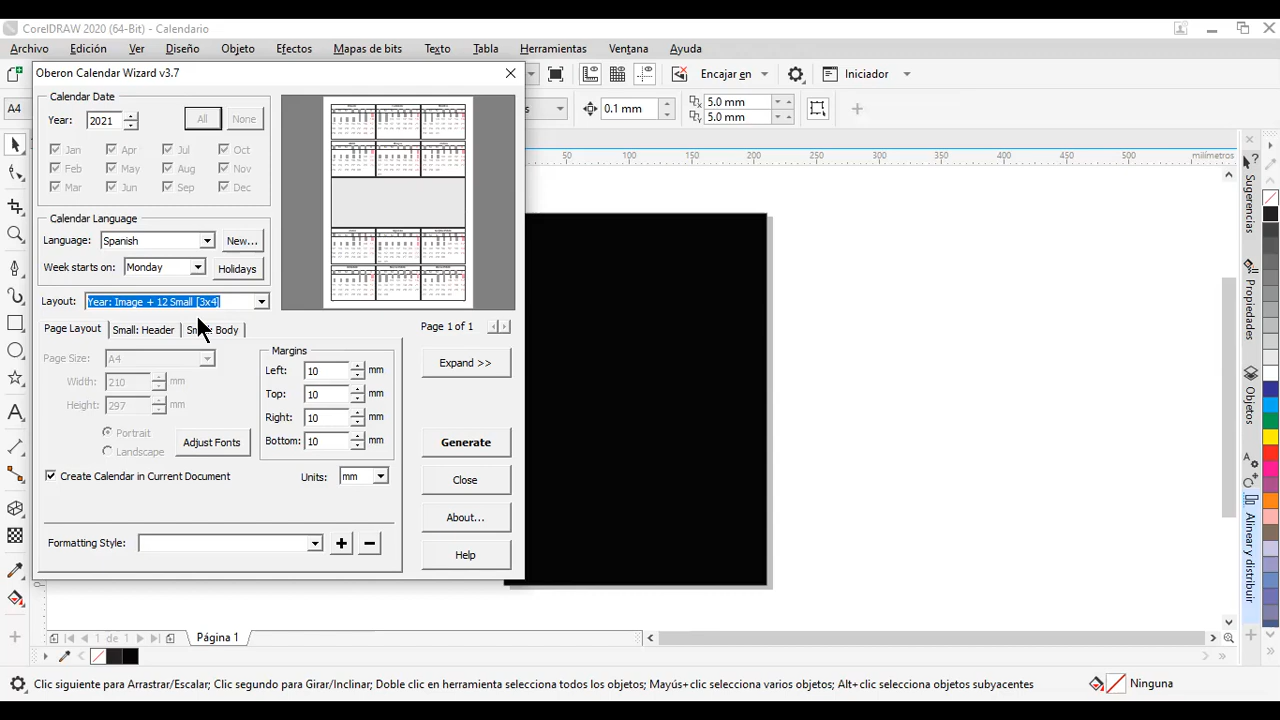 CorelDRAW 2020 (64-Bit) - Calendario
Archivo Edición Ver Diseño Objeto Efectos Mapas de bits Texto Tabla Herramientas Ventana Ayuda
Oberon Calendar Wizard v3.7
Encajar en
Iniciador
A4
0.1 mm
5.0 mm
5.0 mm
Calendar Date
Year: 2021 All None
Jan Apr Jul Oct
Feb May Aug Nov
Mar Jun Sep Dec
Calendar Language
Language: Spanish New...
Week starts on: Monday Holidays
Layout: Year: Image + 12 Small [3x4]
Page Layout Small: Header Body
Page 1 of 1
Page Size: A4
Width: 210 mm
Height: 297 mm
Portrait
Landscape
Adjust Fonts
Margins
Left: 10 mm
Top: 10 mm
Right: 10 mm
Bottom: 10 mm
Create Calendar in Current Document
Units: mm
Formatting Style:
Expand >>
Generate
Close
About...
Help
50 100 150 200 250 300 350 400 450 500 milímetros
Sugerencias
Propiedades
Objetos
Alinear y distribuir
1 de 1
Página 1
Clic siguiente para Arrastrar/Escalar; Clic segundo para Girar/Inclinar; Doble clic en herramienta selecciona todos los objetos; Mayús+clic selecciona varios objetos; Alt+clic selecciona objetos subyacentes
Ninguna